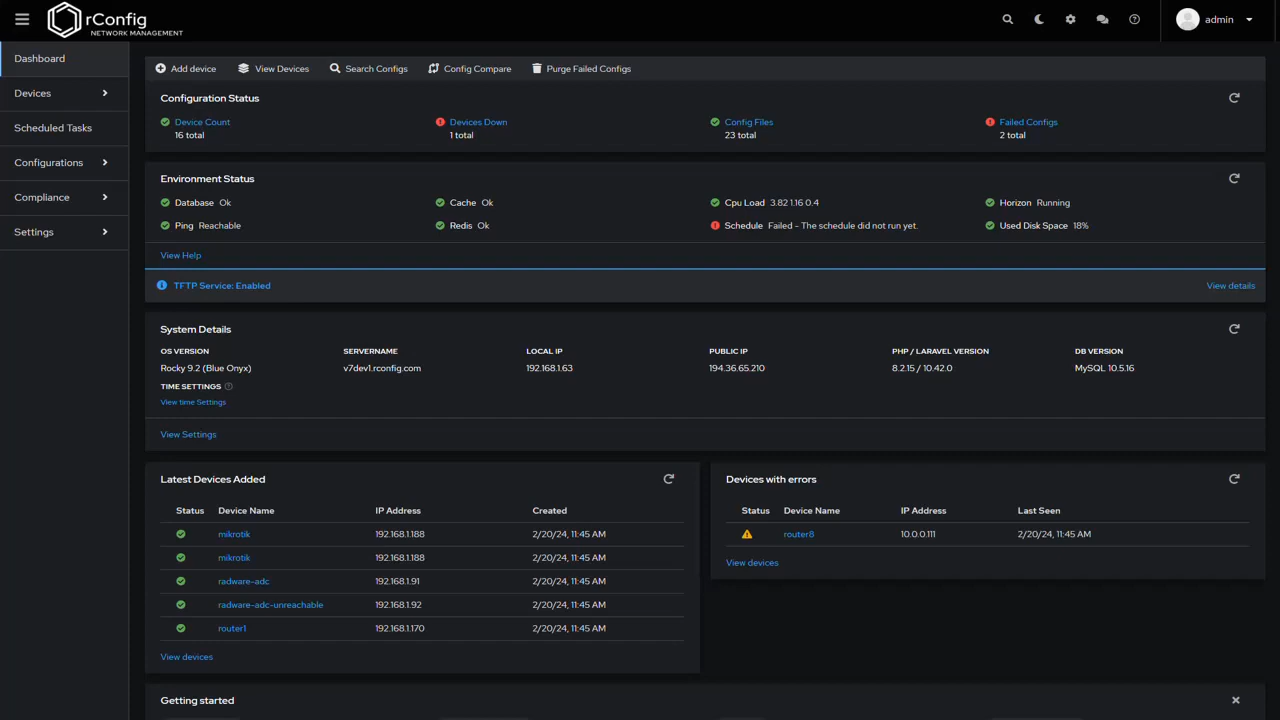 rConfig
NETWORK MANAGEMENT
admin
Dashboard
Devices
Scheduled Tasks
Configurations
Compliance
Settings
Add device View Devices Search Configs Config Compare Purge Failed Configs
Configuration Status
Device Count Devices Down Config Files Failed Configs
16 total 1 total 23 total 2 total
Environment Status
Database Ok Cache Ok Cpu Load 3.82 1.16 0.4 Horizon Running
Ping Reachable Redis Ok Schedule Failed - The schedule did not run yet. Used Disk Space 18%
View Help
TFTP Service: Enabled View details
System Details
OS VERSION SERVERNAME LOCAL IP PUBLIC IP PHP / LARAVEL VERSION DB VERSION
Rocky 9.2 (Blue Onyx) v7dev1.rconfig.com 192.168.1.63 194.36.65.210 8.2.15 / 10.42.0 MySQL 10.5.16
TIME SETTINGS
View time Settings
View Settings
Latest Devices Added
Status Device Name IP Address Created
mikrotik 192.168.1.188 2/20/24, 11:45 AM
mikrotik 192.168.1.188 2/20/24, 11:45 AM
radware-adc 192.168.1.91 2/20/24, 11:45 AM
radware-adc-unreachable 192.168.1.92 2/20/24, 11:45 AM
router1 192.168.1.170 2/20/24, 11:45 AM
View devices
Devices with errors
Status Device Name IP Address Last Seen
router8 10.0.0.111 2/20/24, 11:45 AM
View devices
Getting started